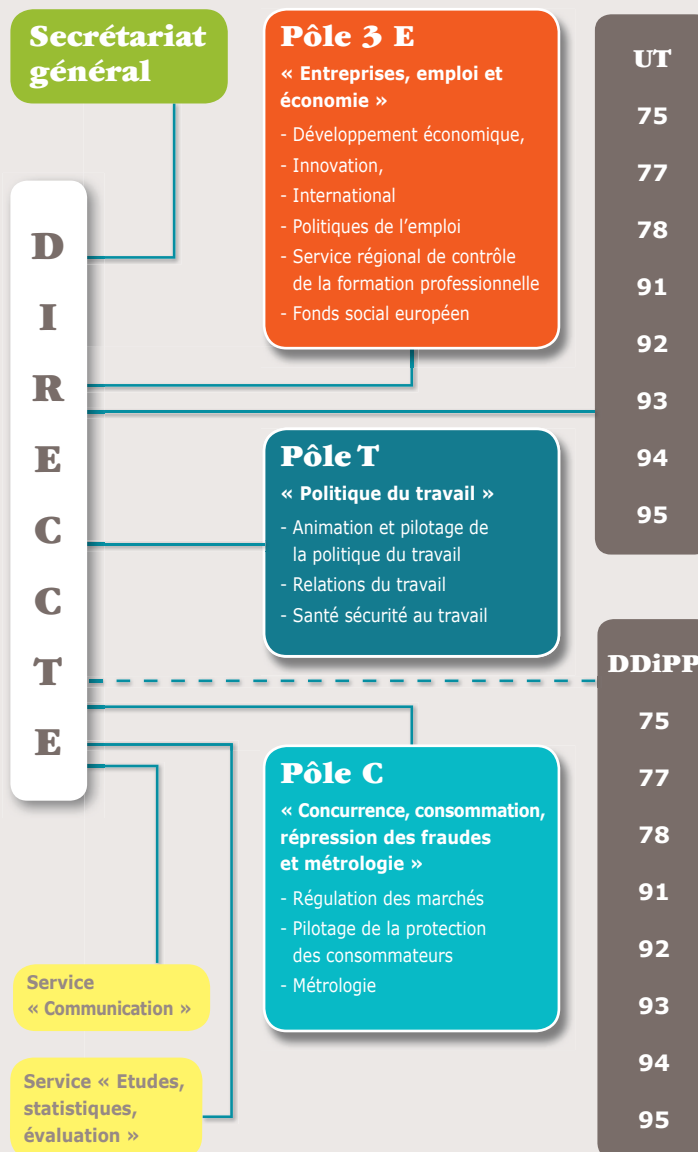 Secrétariat
général
Pôle 3 E
« Entreprises, emploi et
économie »
- Développement économique,
- Innovation,
- International
- Politiques de l’emploi
- Service régional de contrôle
de la formation professionnelle
- Fonds social européen
UT
75
77
78
91
92
93
94
95
D
I
R
E
C
C
T
E
Pôle T
« Politique du travail »
- Animation et pilotage de
la politique du travail
- Relations du travail
- Santé sécurité au travail
DDiPP
75
77
78
91
92
93
94
95
Pôle C
« Concurrence, consommation,
répression des fraudes
et métrologie »
- Régulation des marchés
- Pilotage de la protection
des consommateurs
- Métrologie
Service
« Communication »
Service « Etudes,
statistiques,
évaluation »